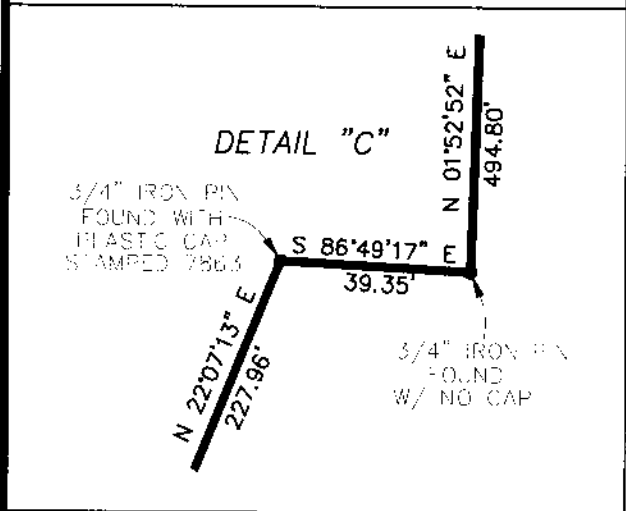 DETAIL "C"
N 01°52'52" E
494.80'
3/4" IRON PIN
FOUND WITH
PLASTIC CAP
STAMPED 7863
S 86°49'17" E
39.35'
N 22°07'13" E
227.96'
3/4" IRON PIN
FOUND
W/ NO CAP